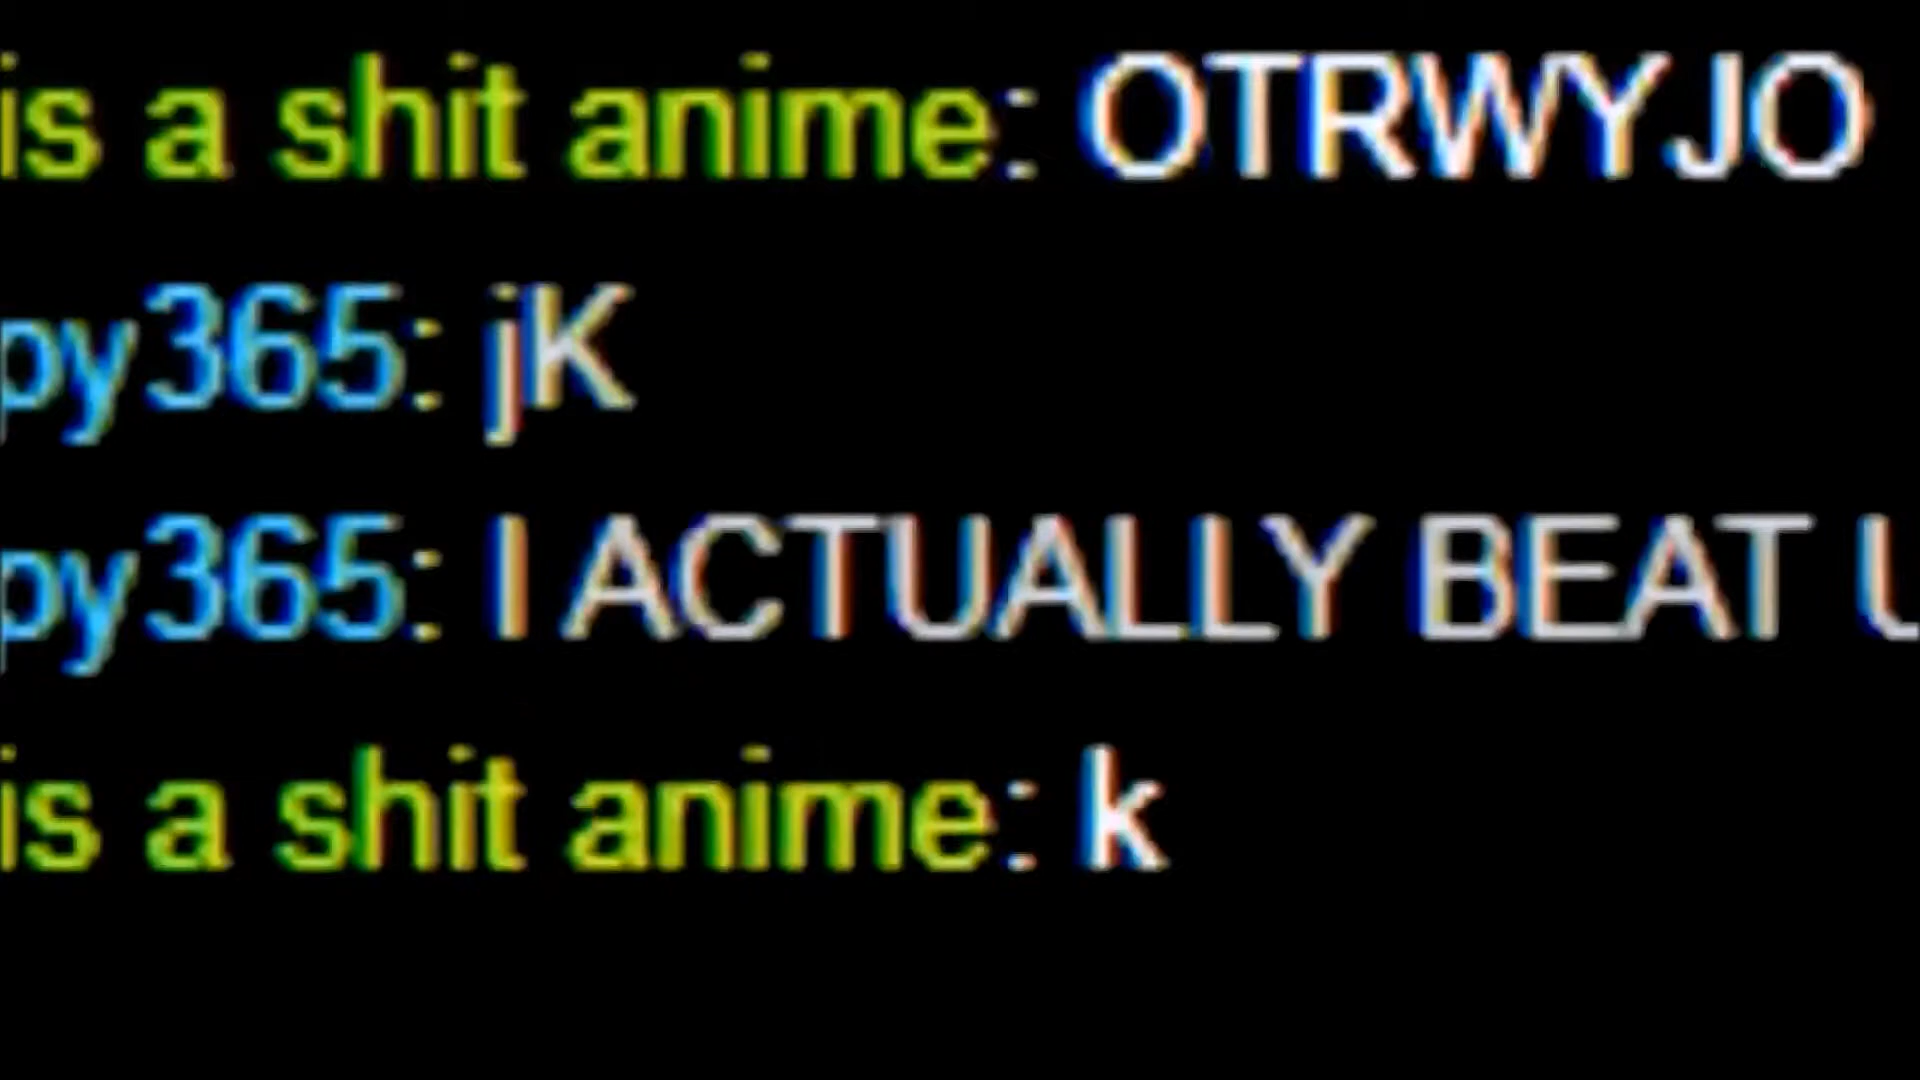 is a shit anime: OTRWYJO
py365: jK
py365: I ACTUALLY BEAT U
is a shit anime: k